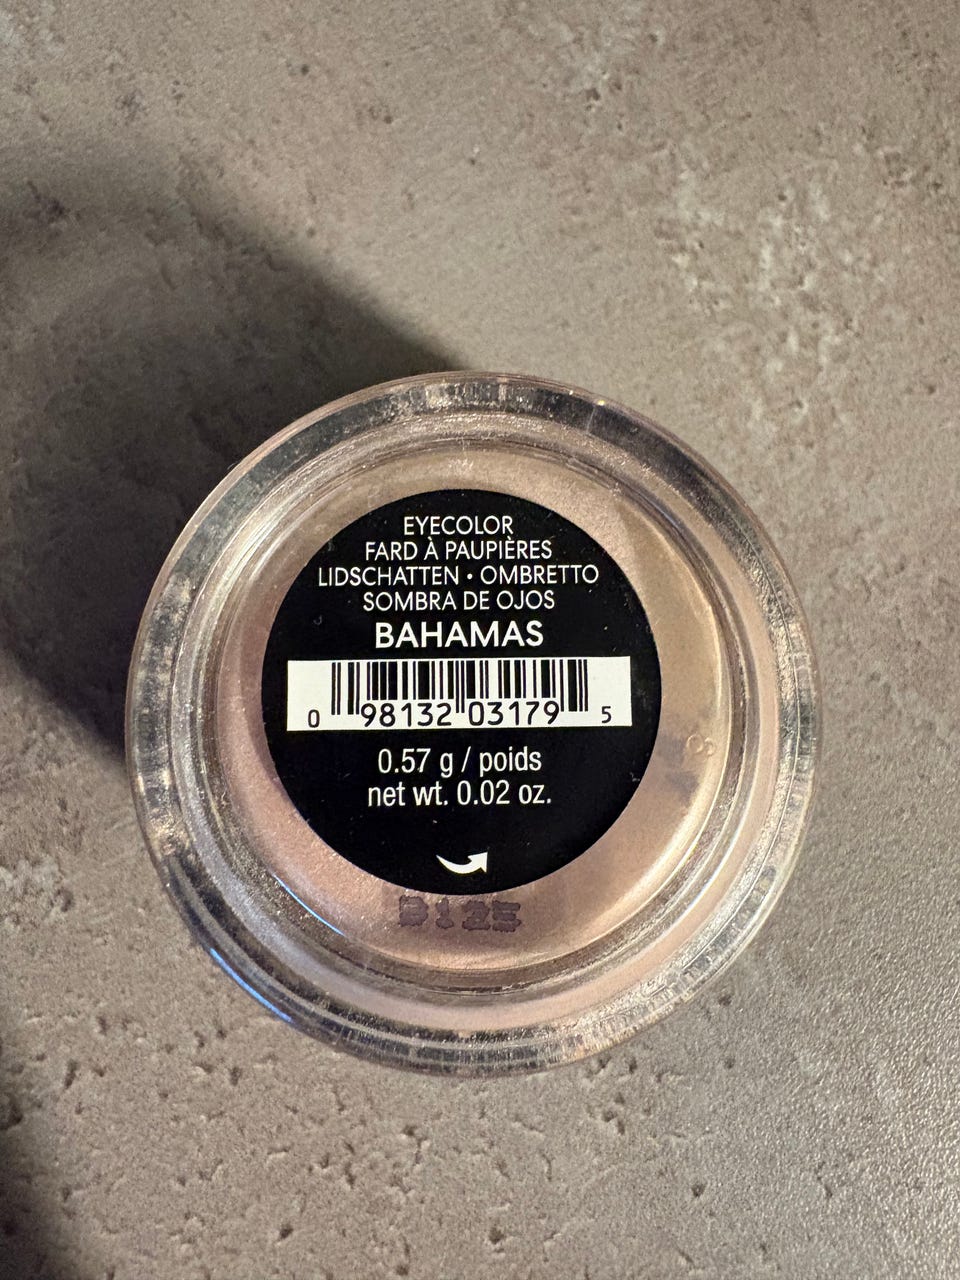 EYECOLOR
FARD À PAUPIÈRES
LIDSCHATTEN • OMBRETTO
SOMBRA DE OJOS
BAHAMAS
0 98132 03179 5
0.57 g / poids
net wt. 0.02 oz.